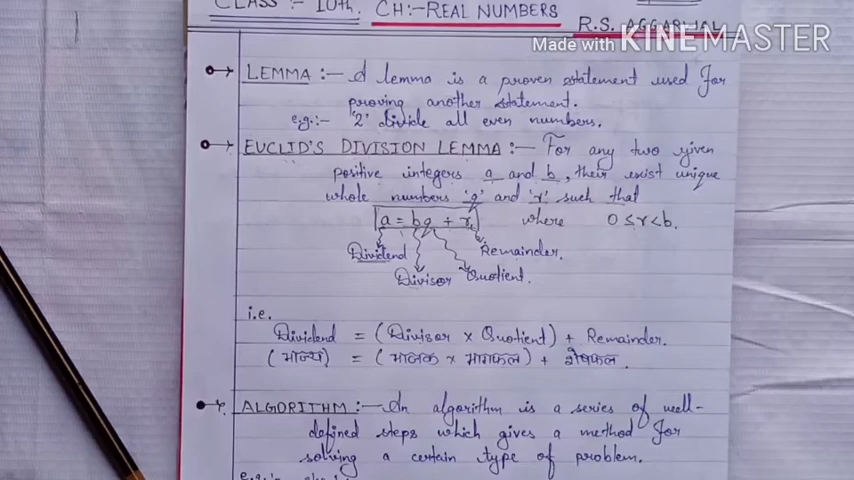 CLASS :- 10th. CH:- REAL NUMBERS
R.S. AGGARWAL
Made with KINEMASTER
LEMMA :- A lemma is a proven statement used for
proving another statement.
e.g.:- '2' divide all even numbers.
EUCLID'S DIVISION LEMMA :- For any two given
positive integers a and b, their exist unique
whole numbers 'q' and 'r' such that
a = bq + r, where 0 ≤ r < b.
Dividend Remainder.
Divisor Quotient.
i.e.
Dividend = (Divisor × Quotient) + Remainder.
(भाज्य) = (भाजक × भागफल) + शेषफल.
ALGORITHM :- An algorithm is a series of well-
defined steps which gives a method for
solving a certain type of problem.
e.g.:-